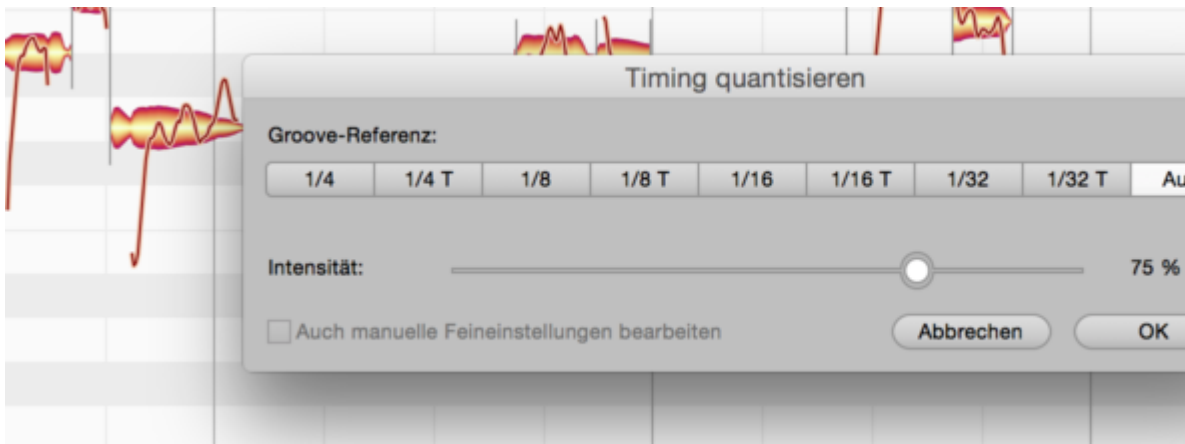 Timing quantisieren
Groove-Referenz:
1/4 1/4 T 1/8 1/8 T 1/16 1/16 T 1/32 1/32 T
Intensität: 75 %
Auch manuelle Feineinstellungen bearbeiten Abbrechen OK